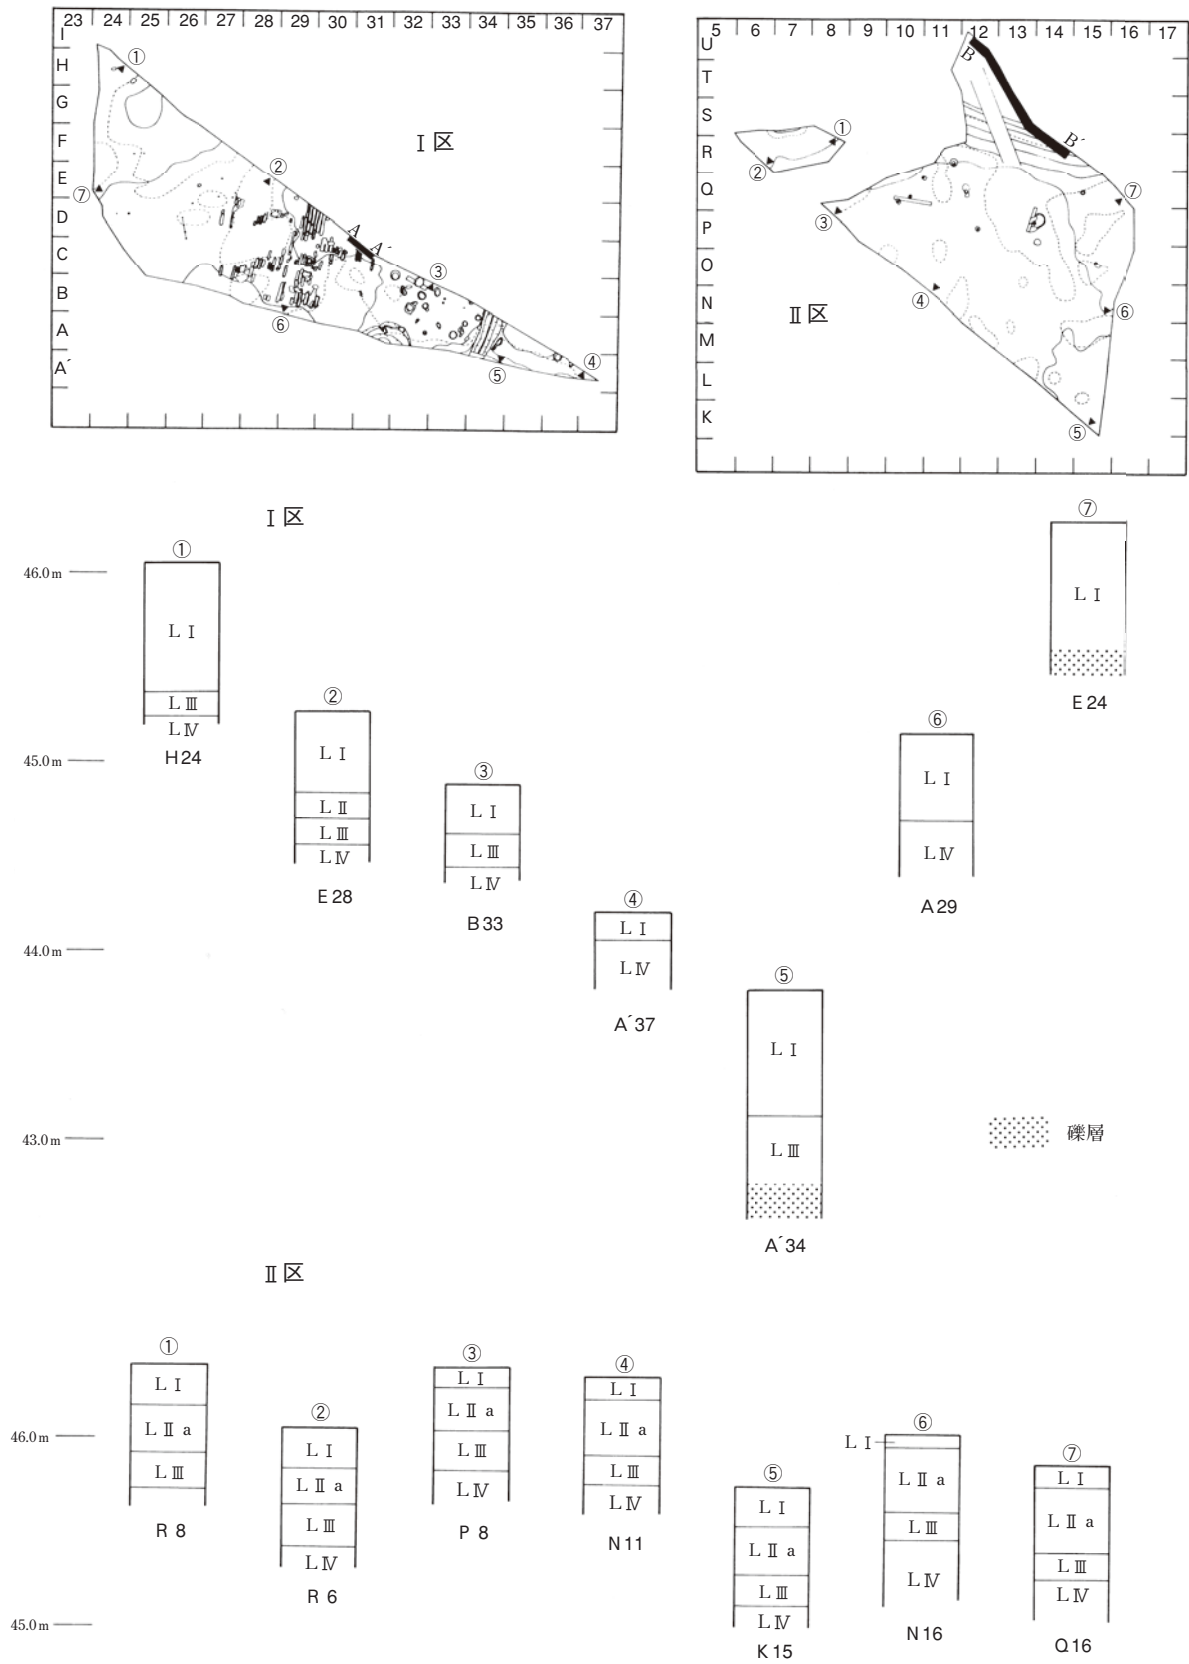 23 24 25 26 27 28 29 30 31 32 33 34 35 36 37
I
H
G
F
E
D
C
B
A
A´
①
②
③
④
⑤
⑥
⑦
A
A´
Ⅰ区
5 6 7 8 9 10 11 12 13 14 15 16 17
U
T
S
R
Q
P
O
N
M
L
K
B
B´
①
②
③
④
⑤
⑥
⑦
Ⅱ区
Ⅰ区
46.0m
45.0m
44.0m
43.0m
①
LⅠ
LⅢ
LⅣ
H24
②
LⅠ
LⅡ
LⅢ
LⅣ
E28
③
LⅠ
LⅢ
LⅣ
B33
④
LⅠ
LⅣ
A´37
⑤
LⅠ
LⅢ
A´34
⑥
LⅠ
LⅣ
A29
⑦
LⅠ
E24
礫層
Ⅱ区
46.0m
45.0m
①
LⅠ
LⅡa
LⅢ
R8
②
LⅠ
LⅡa
LⅢ
LⅣ
R6
③
LⅠ
LⅡa
LⅢ
LⅣ
P8
④
LⅠ
LⅡa
LⅢ
LⅣ
N11
⑤
LⅠ
LⅡa
LⅢ
LⅣ
K15
⑥
LⅠ
LⅡa
LⅢ
LⅣ
N16
⑦
LⅠ
LⅡa
LⅢ
LⅣ
Q16